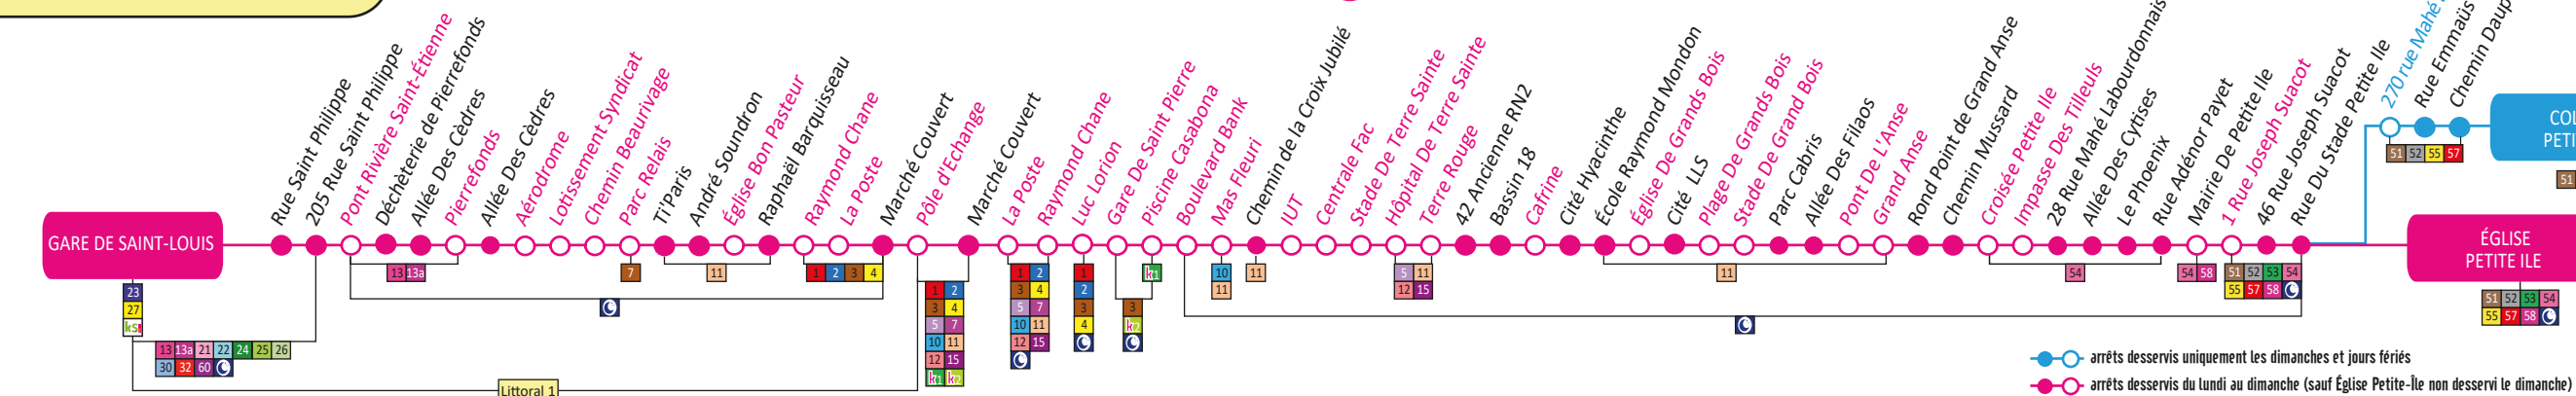 GARE DE SAINT-LOUIS
Rue Saint Philippe
205 Rue Saint Philippe
Pont Rivière Saint-Étienne
Déchèterie de Pierrefonds
Allée Des Cèdres
Pierrefonds
Allée Des Cèdres
Aérodrome
Lotissement Syndicat
Chemin Beaurivage
Parc Relais
Ti'Paris
André Soundron
Église Bon Pasteur
Raphaël Barquisseau
Raymond Chane
La Poste
Marché Couvert
Pôle d'Echange
Marché Couvert
La Poste
Raymond Chane
Luc Lorion
Gare De Saint Pierre
Piscine Casabona
Boulevard Bank
Mas Fleuri
Chemin de la Croix Jubilé
IUT
Centrale Fac
Stade De Terre Sainte
Hôpital De Terre Sainte
Terre Rouge
42 Ancienne RN2
Bassin 18
Cafrine
Cité Hyacinthe
École Raymond Mondon
Église De Grands Bois
Cité LLS
Plage De Grands Bois
Stade De Grand Bois
Parc Cabris
Allée Des Filaos
Pont De L'Anse
Grand Anse
Rond Point de Grand Anse
Chemin Mussard
Croisée Petite Ile
Impasse Des Tilleuls
28 Rue Mahé Labourdonnais
Allée Des Cytises
Le Phoenix
Rue Adénor Payet
Mairie De Petite Ile
1 Rue Joseph Suacot
46 Rue Joseph Suacot
Rue Du Stade Petite Ile
270 rue Mahé
Rue Emmaüs
Chemin
ÉGLISE
PETITE ILE
23
27
ks1
13 13a 21 22 24 25 26
30 32 60
13 13a
7
11
1 2 3 4
1 2
3 4
5 7
10 11
12 15
k1 k2
1 2
3 4
5 7
10 11
12 15
1
2
3
4
k1
3
k2
10
11
11
5 11
12 15
11
54
54 58
51 52 53 54
55 57 58
51 52 55 57
51
51 52 53 54
55 57 58
Littoral 1
arrêts desservis uniquement les dimanches et jours fériés
arrêts desservis du lundi au dimanche (sauf Église Petite-Île non desservi le dimanche)